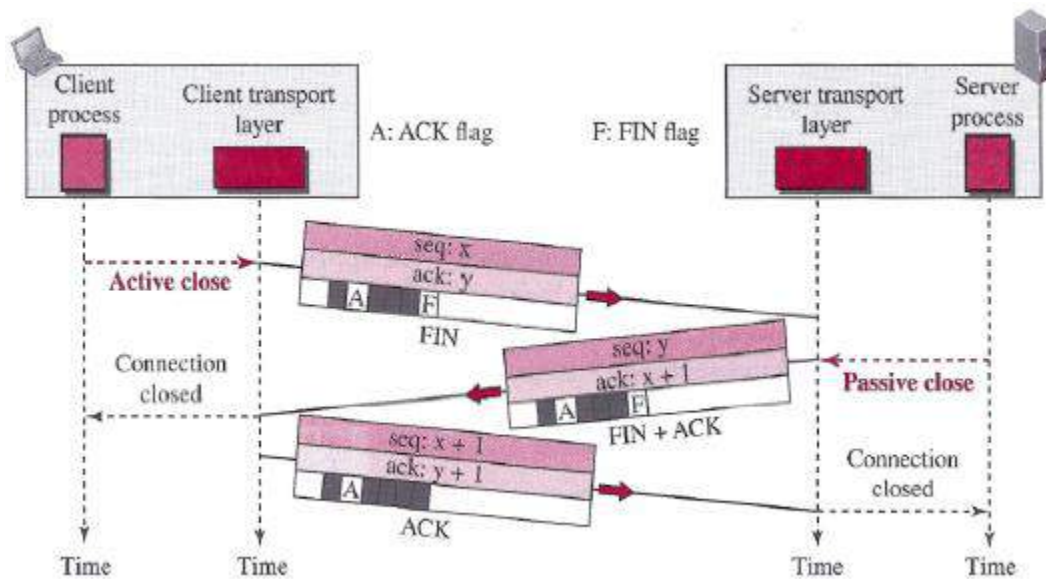 Client
process
Client transport
layer
A: ACK flag
F: FIN flag
Server transport
layer
Server
process
seq: x
ack: y
A F
FIN
Active close
seq: y
ack: x + 1
A F
FIN + ACK
Passive close
Connection
closed
seq: x + 1
ack: y + 1
A
ACK
Connection
closed
Time
Time
Time
Time